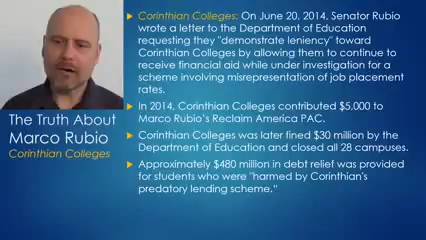 Corinthian Colleges: On June 20, 2014, Senator Rubio
wrote a letter to the Department of Education
requesting they "demonstrate leniency" toward
Corinthian Colleges by allowing them to continue to
receive financial aid while under investigation for a
scheme involving misrepresentation of job placement
rates.
In 2014, Corinthian Colleges contributed $5,000 to
Marco Rubio's Reclaim America PAC.
Corinthian Colleges was later fined $30 million by the
Department of Education and closed all 28 campuses.
Approximately $480 million in debt relief was provided
for students who were "harmed by Corinthian's
predatory lending scheme."
The Truth About
Marco Rubio
Corinthian Colleges